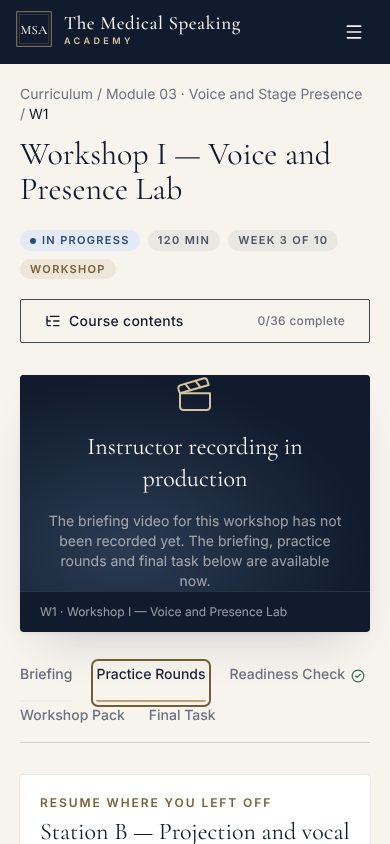 MSA
The Medical Speaking
ACADEMY
Curriculum / Module 03 · Voice and Stage Presence
/ W1
Workshop I — Voice and
Presence Lab
IN PROGRESS
120 MIN
WEEK 3 OF 10
WORKSHOP
Course contents
0/36 complete
Instructor recording in
production
The briefing video for this workshop has not
been recorded yet. The briefing, practice
rounds and final task below are available
now.
W1 · Workshop I — Voice and Presence Lab
Briefing
Practice Rounds
Readiness Check
Workshop Pack
Final Task
RESUME WHERE YOU LEFT OFF
Station B — Projection and vocal